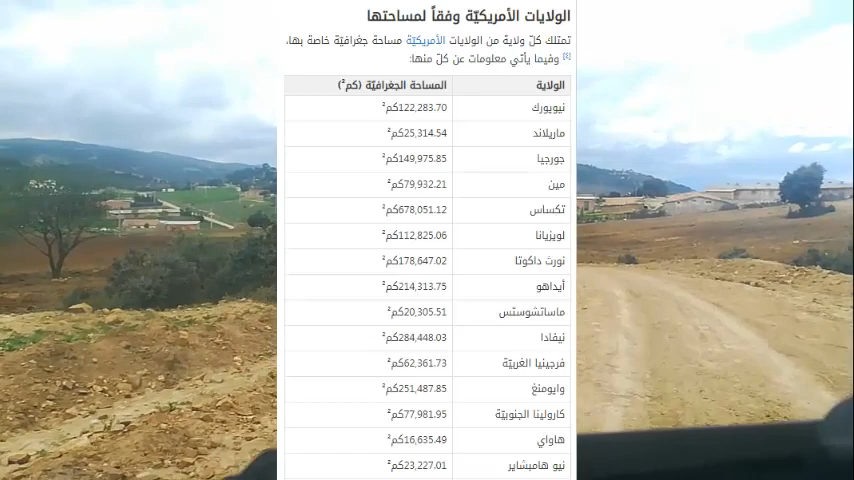 الولايات الأمريكيّة وفقاً لمساحتها
تمتلك كلّ ولاية من الولايات الأمريكيّة مساحة جغرافيّة خاصة بها،
[٤] وفيما يأتي معلومات عن كلّ منها:
الولاية المساحة الجغرافيّة (كم²)
نيويورك 122,283.70كم²
ماريلاند 25,314.54كم²
جورجيا 149,975.85كم²
مين 79,932.21كم²
تكساس 678,051.12كم²
لويزيانا 112,825.06كم²
نورث داكوتا 178,647.02كم²
أيداهو 214,313.75كم²
ماساتشوستس 20,305.51كم²
نيفادا 284,448.03كم²
فرجينيا الغربيّة 62,361.73كم²
وايومنغ 251,487.85كم²
كارولينا الجنوبيّة 77,981.95كم²
هاواي 16,635.49كم²
نيو هامبشاير 23,227.01كم²